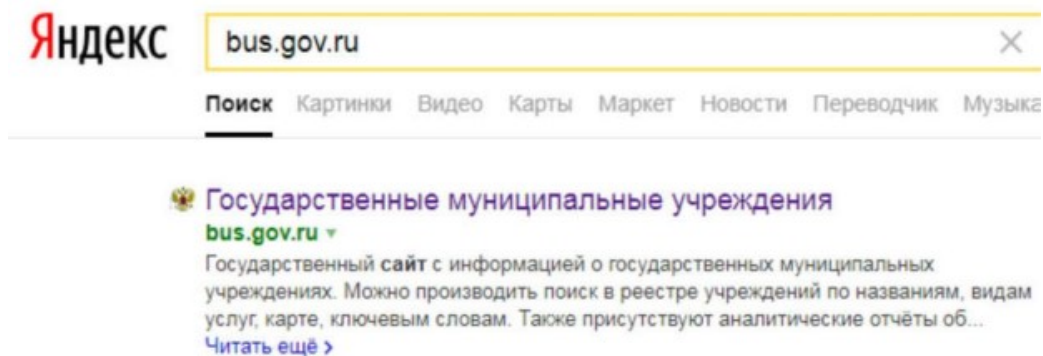 Яндекс
bus.gov.ru
Поиск Картинки Видео Карты Маркет Новости Переводчик Музыка
Государственные муниципальные учреждения
bus.gov.ru
Государственный сайт с информацией о государственных муниципальных
учреждениях. Можно производить поиск в реестре учреждений по названиям, видам
услуг, карте, ключевым словам. Также присутствуют аналитические отчёты об...
Читать ещё >